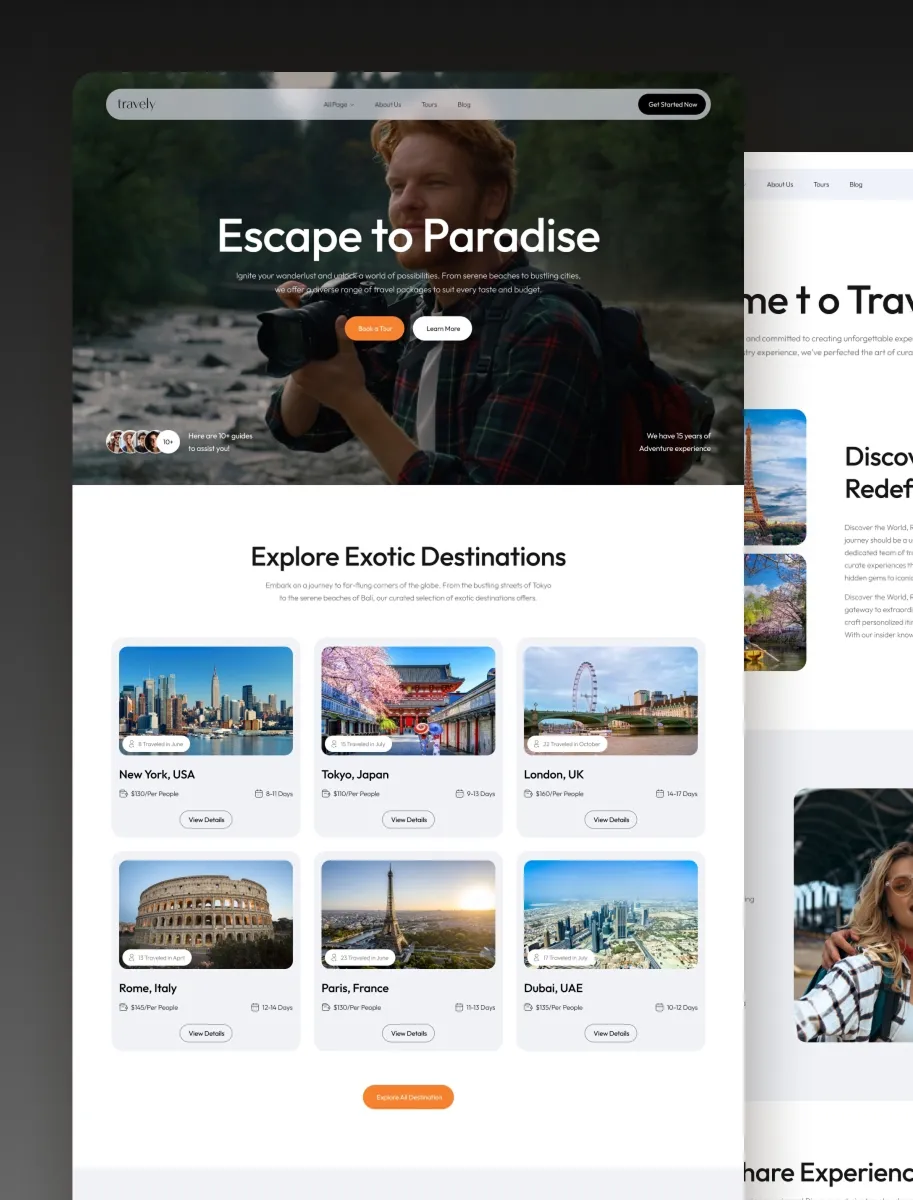 travely
All Page
About Us
Tours
Blog
Get Started Now
Escape to Paradise
Ignite your wanderlust and unlock a world of possibilities. From serene beaches to bustling cities,
we offer a diverse range of travel packages to suit every taste and budget.
Book a Tour
Learn More
10+
Here are 10+ guides
to assist you!
We have 15 years of
Adventure experience
Explore Exotic Destinations
Embark on a journey to far-flung corners of the globe. From the bustling streets of Tokyo
to the serene beaches of Bali, our curated selection of exotic destinations offers.
8 Traveled in June
New York, USA
$130/Per People
8-11 Days
View Details
15 Traveled in July
Tokyo, Japan
$110/Per People
9-13 Days
View Details
22 Traveled in October
London, UK
$160/Per People
14-17 Days
View Details
13 Traveled in April
Rome, Italy
$145/Per People
12-14 Days
View Details
23 Traveled in June
Paris, France
$130/Per People
11-13 Days
View Details
17 Traveled in July
Dubai, UAE
$135/Per People
10-12 Days
View Details
Explore All Destination
About Us
Tours
Blog
me t o Trav
and committed to creating unforgettable expe
try experience, we've perfected the art of cura
Discov
Redef
Discover the World, R
journey should be a u
dedicated team of tr
curate experiences th
hidden gems to iconi
Discover the World, R
gateway to extraordi
craft personalized iti
With our insider know
ing
hare Experienc